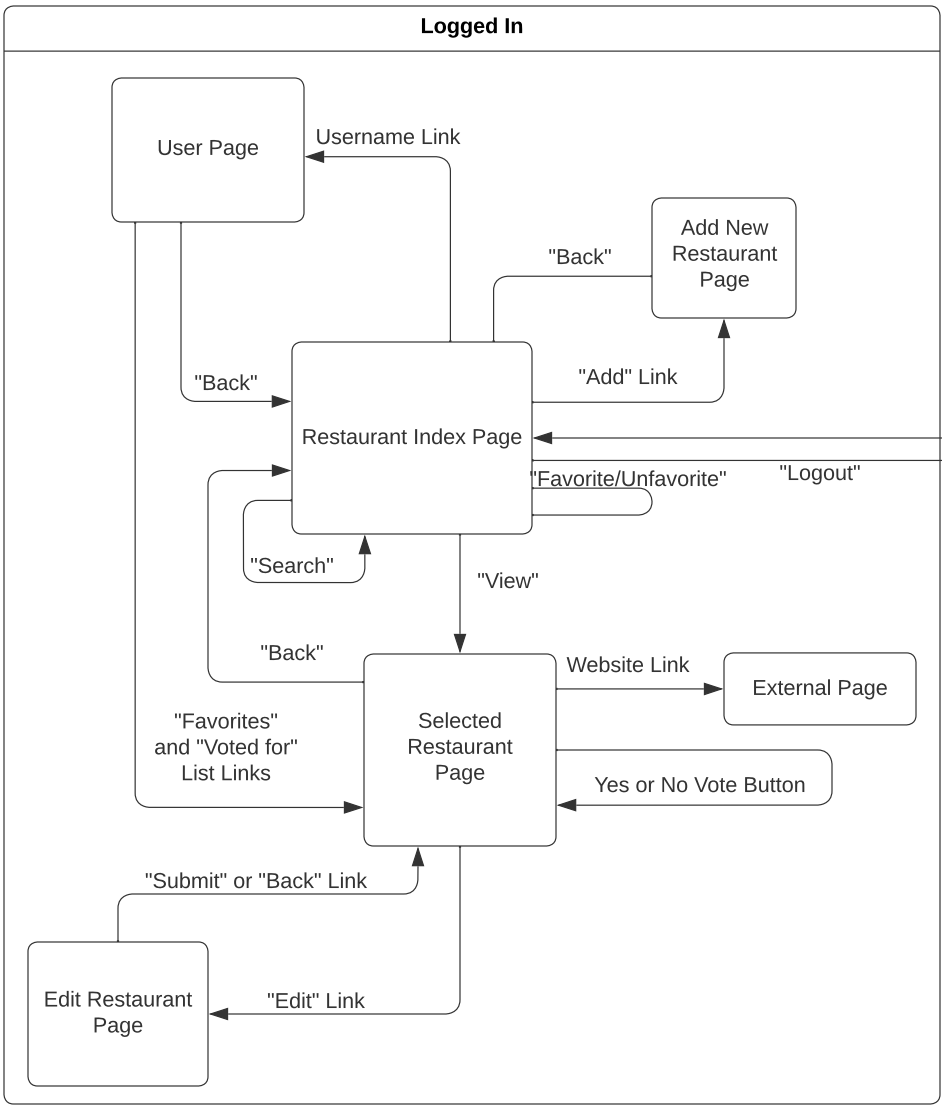 Logged In
User Page
Username Link
Add New
Restaurant
Page
"Back"
"Add" Link
"Back"
Restaurant Index Page
"Logout"
"Favorite/Unfavorite"
"Search"
"View"
"Back"
Website Link
External Page
Selected
Restaurant
Page
"Favorites"
and "Voted for"
List Links
Yes or No Vote Button
"Submit" or "Back" Link
Edit Restaurant
Page
"Edit" Link